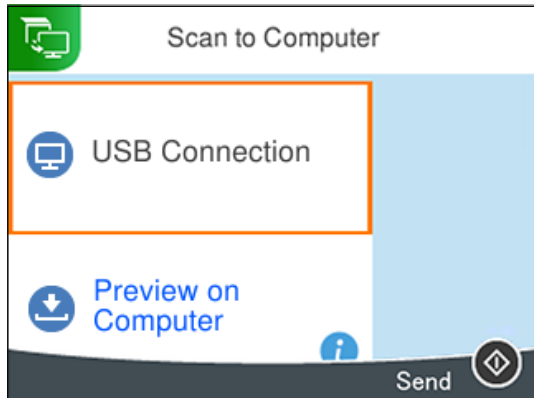 Scan to Computer
USB Connection
Preview on
Computer
i
Send